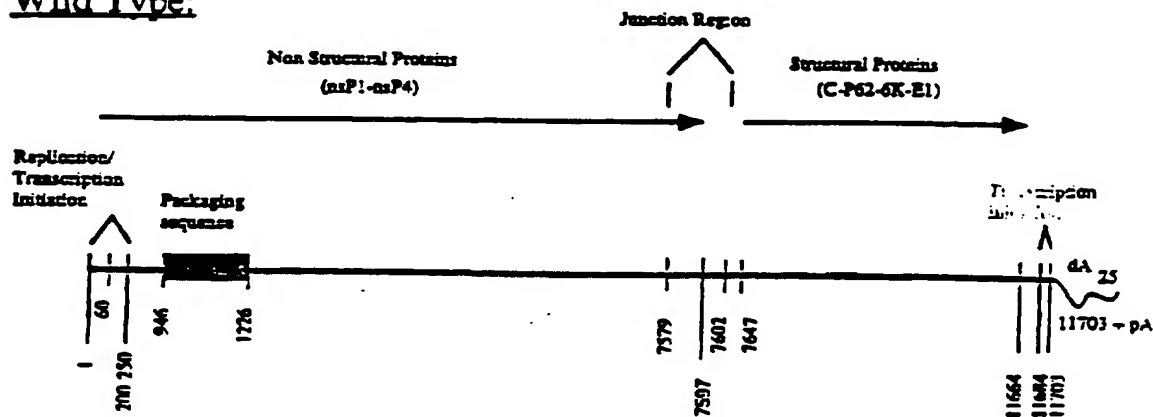 Wild Type:
Junction Region
Non Structural Proteins
(nsP1-nsP4)
Structural Proteins
(C-P62-6K-E1)
Replication/
Transcription
Initiation
Packaging
sequence
Transcription
dA 25
11703 + pA
1
60
200 250
946
1226
7579
7597
7602
7647
11664
11684
11703